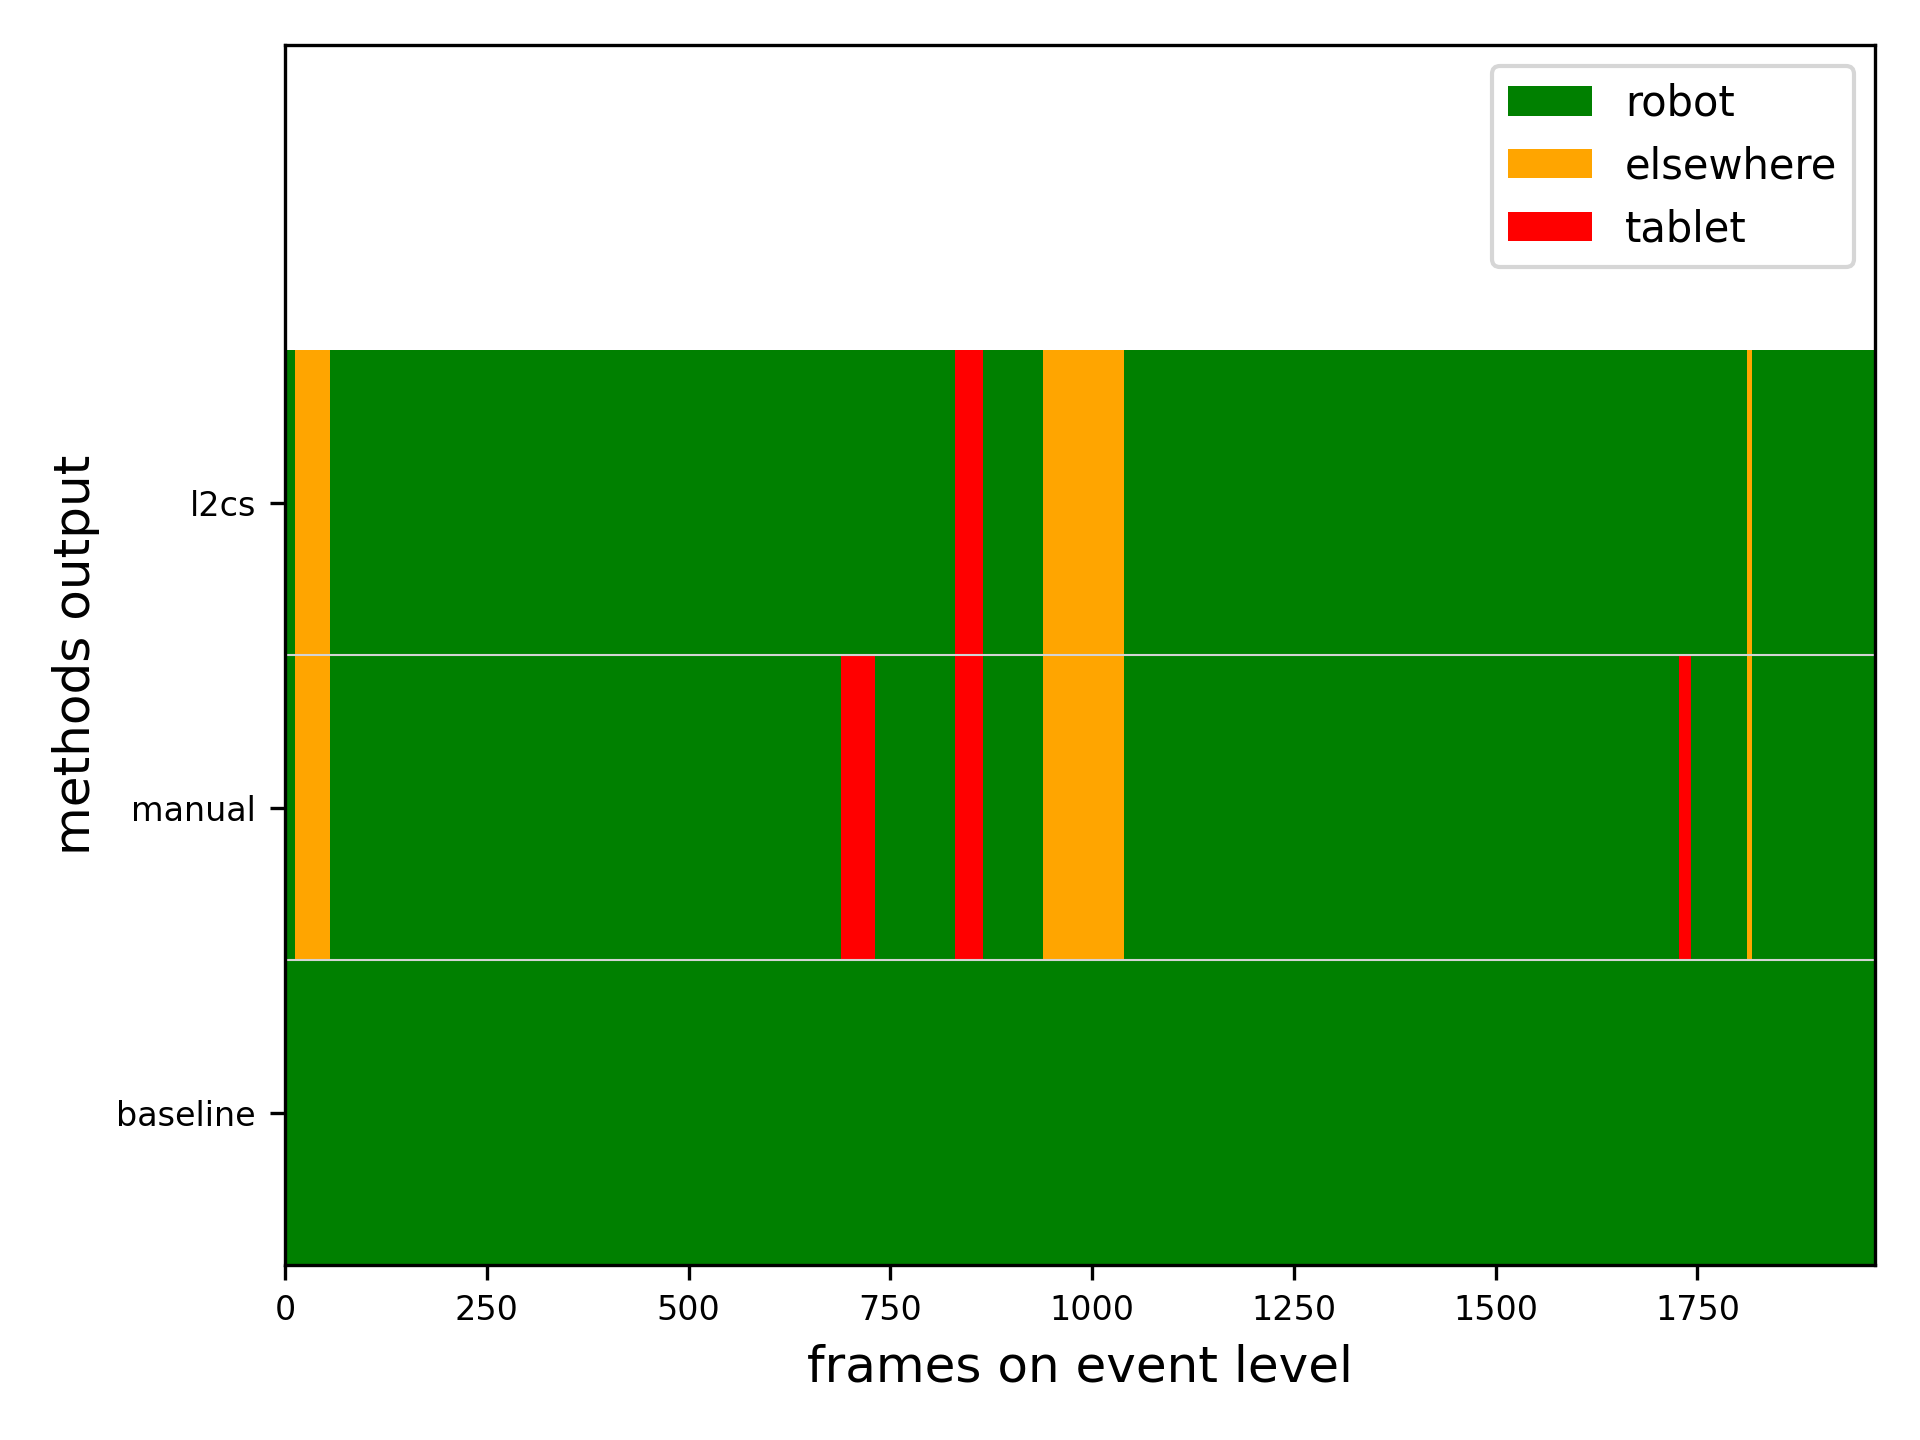 robot
elsewhere
tablet
methods output
l2cs
manual
baseline
0 250 500 750 1000 1250 1500 1750
frames on event level